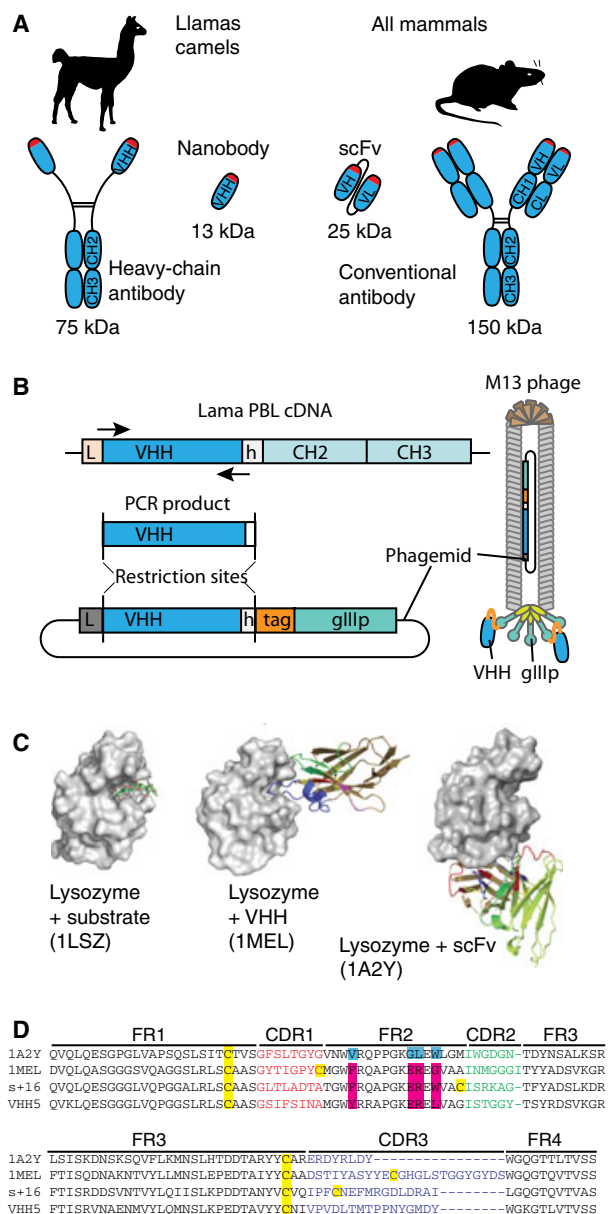 A
Llamas
camels
All mammals
VHH
Nanobody
VHH
13 kDa
scFv
VH
VL
25 kDa
CH1
VH
VL
CL
CH2
CH3
Heavy-chain
antibody
75 kDa
CH2
CH3
Conventional
antibody
150 kDa
B
M13 phage
Lama PBL cDNA
L VHH h CH2 CH3
PCR product
VHH
Restriction sites
Phagemid
L VHH h tag gIIIp
VHH gIIIp
C
Lysozyme
+ substrate
(1LSZ)
Lysozyme
+ VHH
(1MEL)
Lysozyme + scFv
(1A2Y)
D
FR1 CDR1 FR2 CDR2 FR3
1A2Y QVQLQESGPGLVAPSQSLSITCTVSGFSLTGYGVNWVRQPPGKGLEWLGMIWGDGN-TDYNSALKSR
1MEL QVQLQESGGGSVQAGGSLRLSCAASGYTIGPYCMGWFRQAPGKEREGVAAINMGGGITYYADSVKGR
s+16 TVQLQESGGGLVQPGGALRLSCAASGLTLADTATGWFRQAPGKEREWVACISRKAG-TFYADSLKDR
VHH5 QVKLQESGGGLVQPGGSLRLSCAASGSIFSINAMGWYRRAPGKERELVAGISTGGY-TSYRDSVKGR
FR3 CDR3 FR4
1A2Y LSISKDNSKSQVFLKMNSLHTDDTARYYCARERDYRLDY---------------WGQGTTLTVSS
1MEL FTISQDNAKNTVYLLMNSLEPEDTAIYYCAADSTIYASYYECGHGLSTGGYGYDSWGQGTQVTVSS
s+16 FTISRDDSVNTVYLQIISLKPDDTANYVCVQIPFCNEFMRGDLDRAI--------LGQGTQVTVAS
VHH5 FSISRVNAENMVYLQMNSLKPEDTAVYYCNIVPVDLTMTPPNYGMDY--------WGKGTLVTVSS